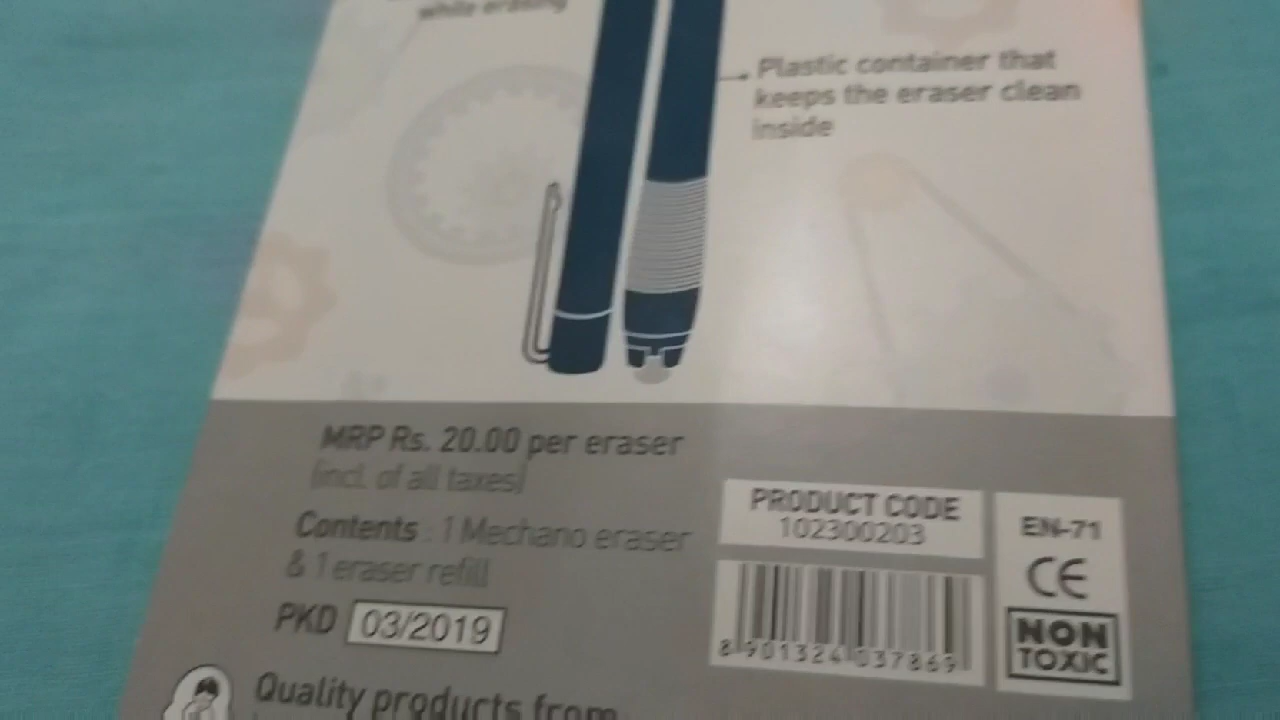 while erasing
Plastic container that
keeps the eraser clean
inside
MRP Rs. 20.00 per eraser
(incl. of all taxes)
Contents : 1 Mechano eraser
& 1 eraser refill
PKD 03/2019
Quality products from
PRODUCT CODE
102300203
8 901324 037869
EN-71
CE
NON
TOXIC